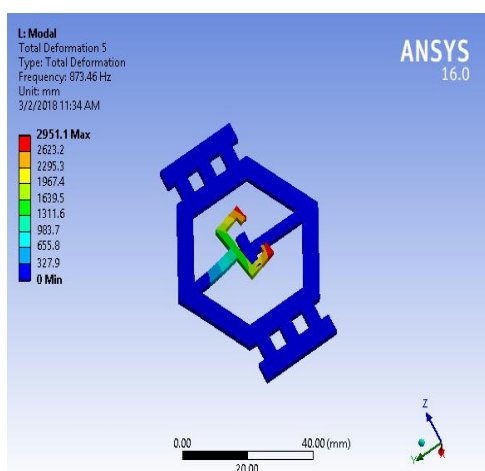 L: Modal
Total Deformation 5
Type: Total Deformation
Frequency: 873.46 Hz
Unit: mm
3/2/2018 11:34 AM
2951.1 Max
2623.2
2295.3
1967.4
1639.5
1311.6
983.7
655.8
327.9
0 Min
ANSYS
16.0
0.00 40.00 (mm)
20.00
Z
Y X